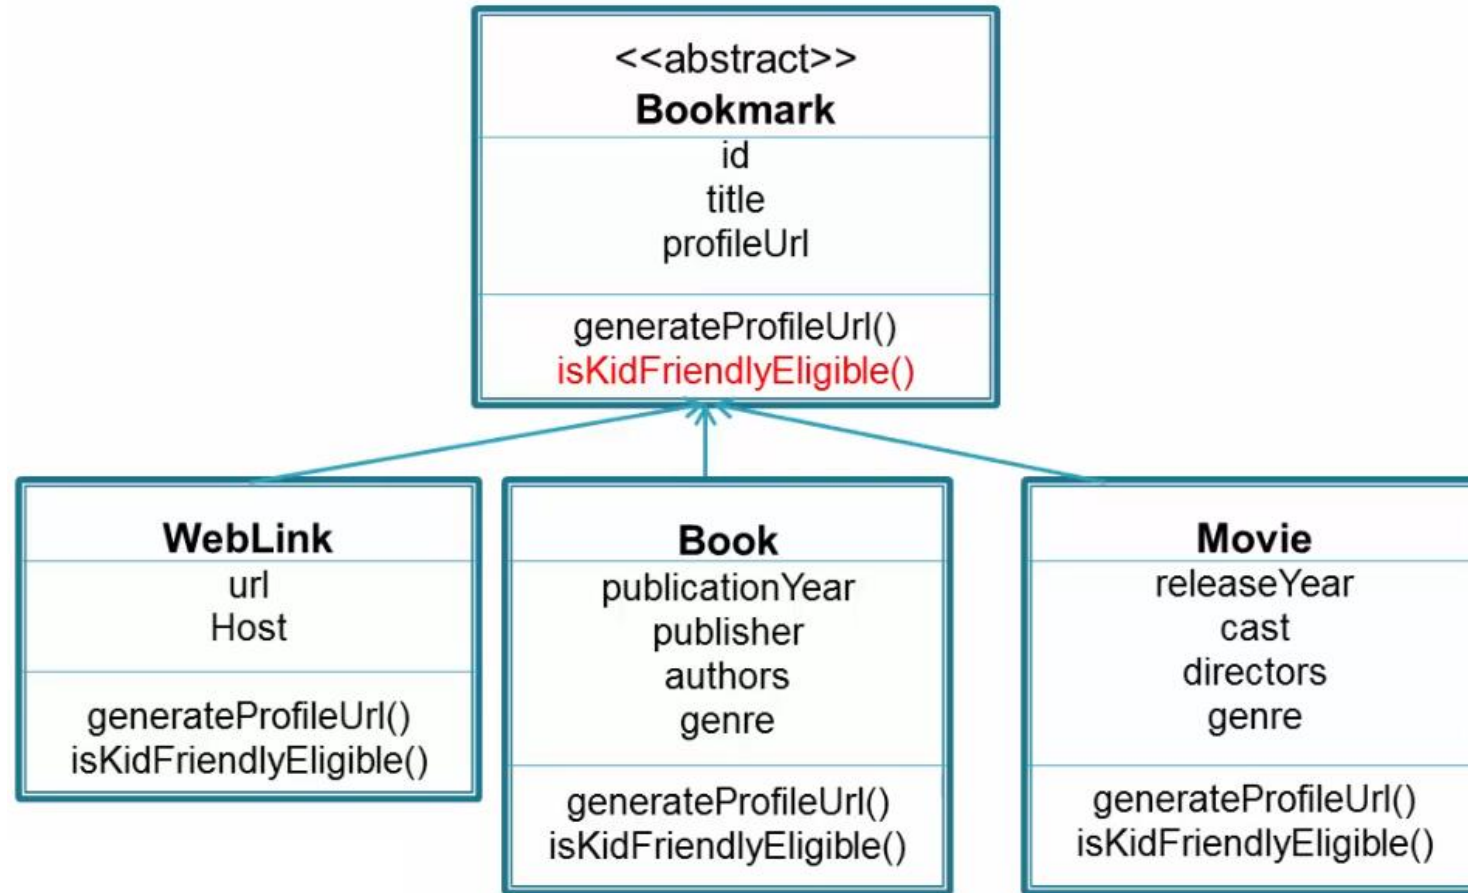 <<abstract>>
Bookmark
id
title
profileUrl
generateProfileUrl()
isKidFriendlyEligible()
WebLink
url
Host
generateProfileUrl()
isKidFriendlyEligible()
Book
publicationYear
publisher
authors
genre
generateProfileUrl()
isKidFriendlyEligible()
Movie
releaseYear
cast
directors
genre
generateProfileUrl()
isKidFriendlyEligible()